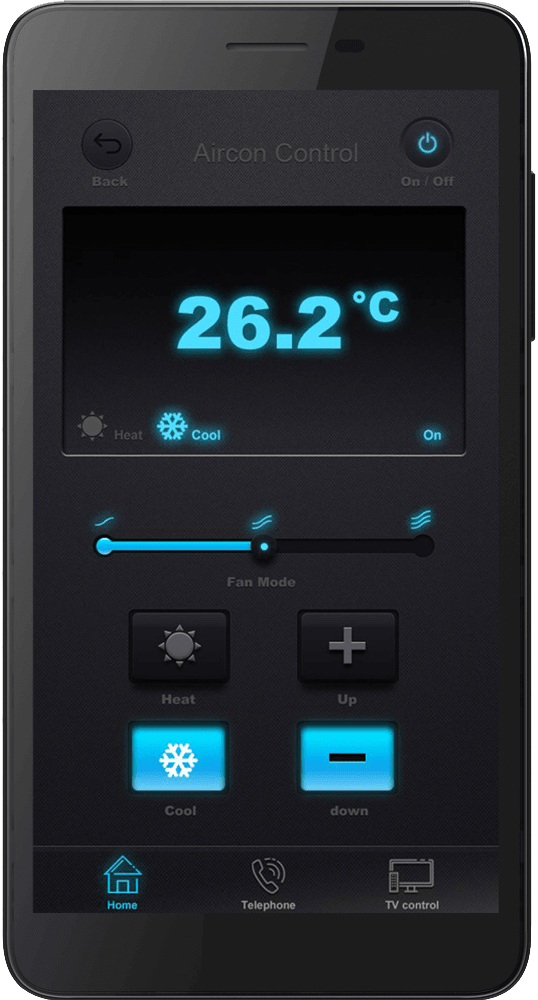 Aircon Control
Back
On / Off
26.2 °C
Heat Cool On
Fan Mode
Heat Up
Cool down
Home Telephone TV control